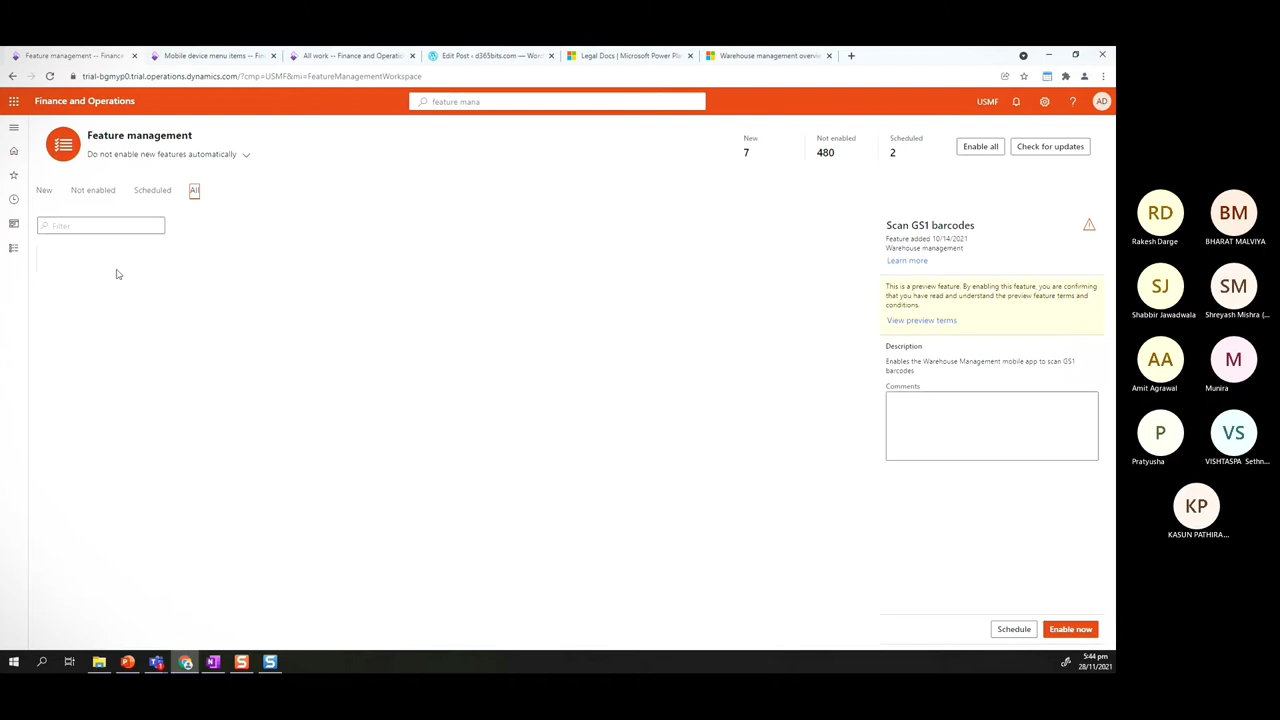 Feature management -- Finance
Mobile device menu items -- Fin
All work -- Finance and Operation
Edit Post ‹ d365bits.com — Wor
Legal Docs | Microsoft Power Pla
Warehouse management overvie
trial-bgmyp0.trial.operations.dynamics.com/?cmp=USMF&mi=FeatureManagementWorkspace
Finance and Operations
feature mana
USMF
AD
Feature management
Do not enable new features automatically
New
7
Not enabled
480
Scheduled
2
Enable all
Check for updates
New
Not enabled
Scheduled
All
Filter
Scan GS1 barcodes
Feature added 10/14/2021
Warehouse management
Learn more
This is a preview feature. By enabling this feature, you are confirming
that you have read and understand the preview feature terms and
conditions.
View preview terms
Description
Enables the Warehouse Management mobile app to scan GS1
barcodes
Comments
Schedule
Enable now
5:44 pm
28/11/2021
RD
Rakesh Darge
BM
BHARAT MALVIYA
SJ
Shabbir Jawadwala
SM
Shreyash Mishra (...
AA
Amit Agrawal
M
Munira
P
Pratyusha
VS
VISHTASPA Sethn...
KP
KASUN PATHIRA...